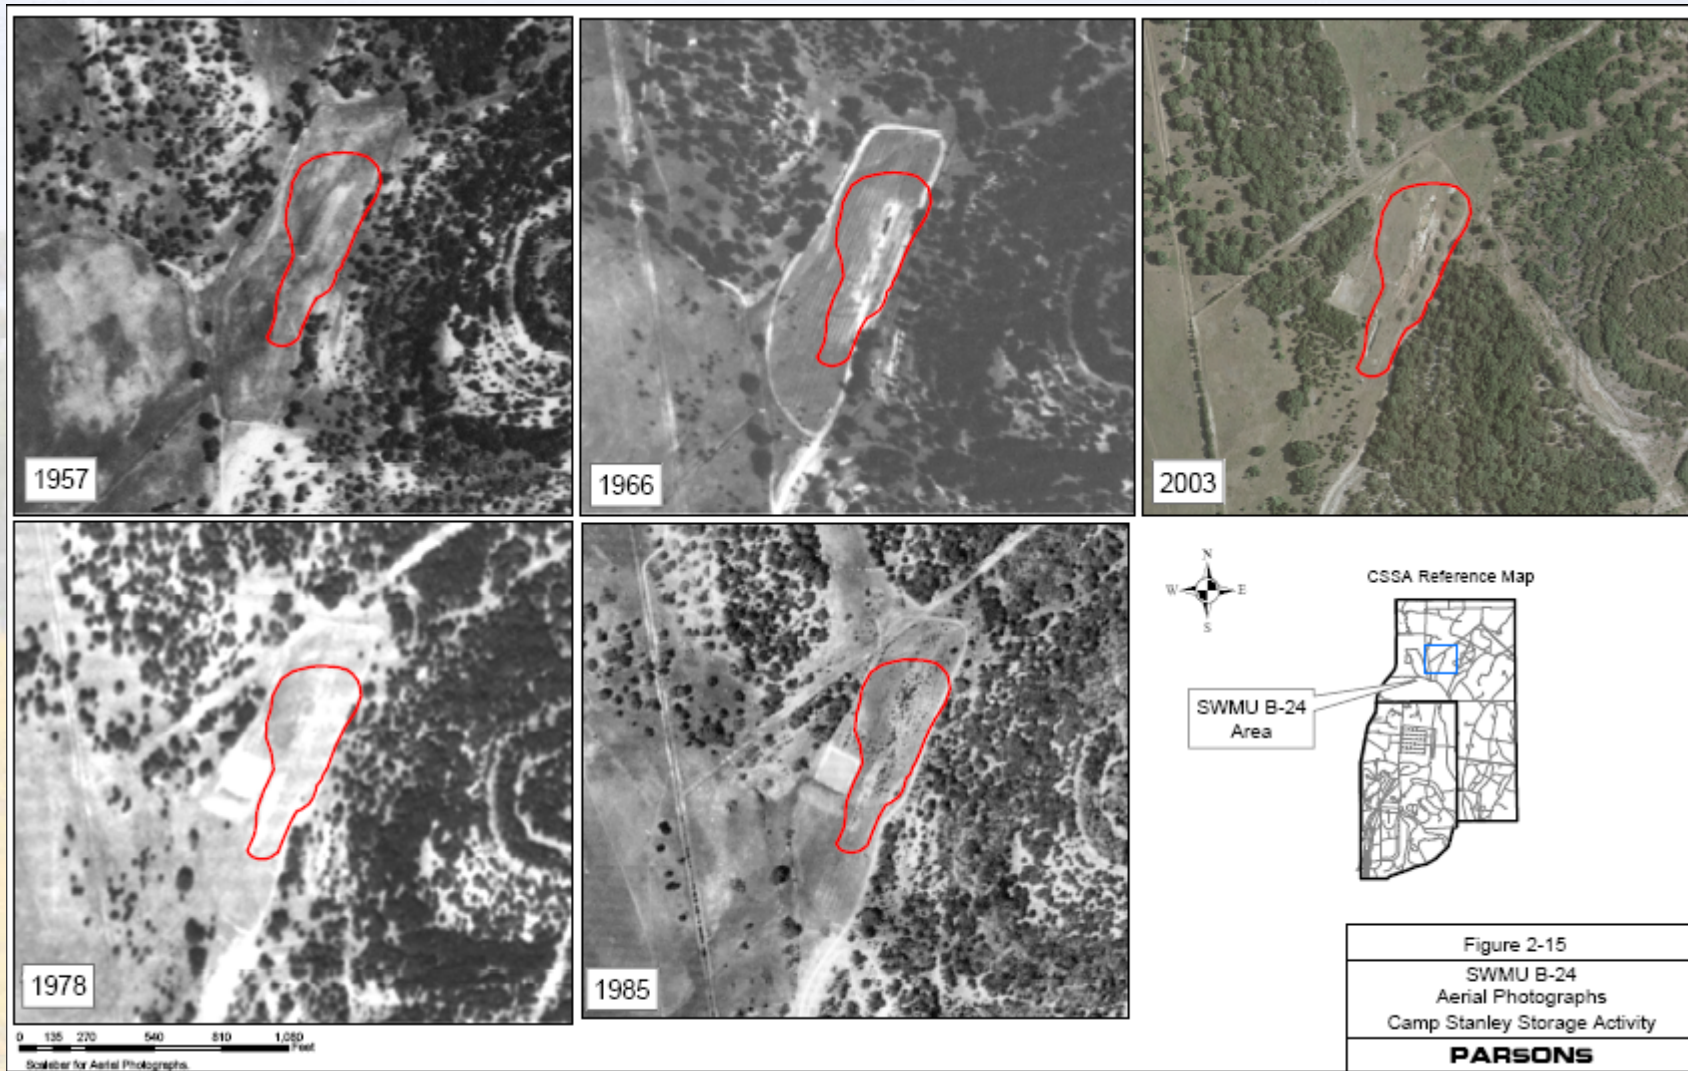 1957
1966
2003
1978
1985
0 135 270 540 810 1,080
Feet
Scalebar for Aerial Photographs.
N
W E
S
CSSA Reference Map
SWMU B-24
Area
Figure 2-15
SWMU B-24
Aerial Photographs
Camp Stanley Storage Activity
PARSONS